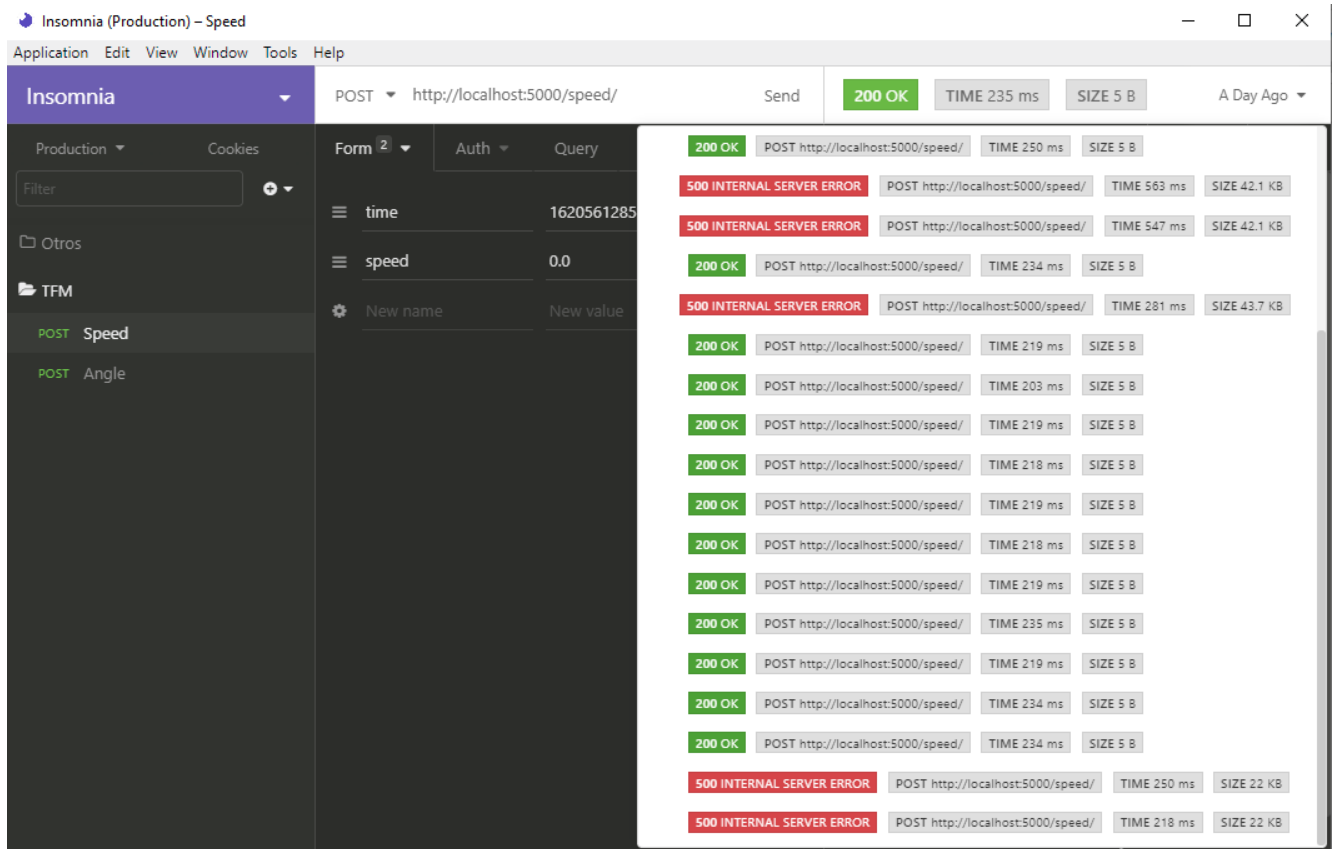 Insomnia (Production) – Speed
Application Edit View Window Tools Help
Insomnia
POST http://localhost:5000/speed/ Send 200 OK TIME 235 ms SIZE 5 B A Day Ago
Production Cookies
Form 2 Auth Query
Filter
time 1620561285
Otros
speed 0.0
TFM
New name New value
POST Speed
POST Angle
200 OK POST http://localhost:5000/speed/ TIME 250 ms SIZE 5 B
500 INTERNAL SERVER ERROR POST http://localhost:5000/speed/ TIME 563 ms SIZE 42.1 KB
500 INTERNAL SERVER ERROR POST http://localhost:5000/speed/ TIME 547 ms SIZE 42.1 KB
200 OK POST http://localhost:5000/speed/ TIME 234 ms SIZE 5 B
500 INTERNAL SERVER ERROR POST http://localhost:5000/speed/ TIME 281 ms SIZE 43.7 KB
200 OK POST http://localhost:5000/speed/ TIME 219 ms SIZE 5 B
200 OK POST http://localhost:5000/speed/ TIME 203 ms SIZE 5 B
200 OK POST http://localhost:5000/speed/ TIME 219 ms SIZE 5 B
200 OK POST http://localhost:5000/speed/ TIME 218 ms SIZE 5 B
200 OK POST http://localhost:5000/speed/ TIME 219 ms SIZE 5 B
200 OK POST http://localhost:5000/speed/ TIME 218 ms SIZE 5 B
200 OK POST http://localhost:5000/speed/ TIME 219 ms SIZE 5 B
200 OK POST http://localhost:5000/speed/ TIME 235 ms SIZE 5 B
200 OK POST http://localhost:5000/speed/ TIME 219 ms SIZE 5 B
200 OK POST http://localhost:5000/speed/ TIME 234 ms SIZE 5 B
200 OK POST http://localhost:5000/speed/ TIME 234 ms SIZE 5 B
500 INTERNAL SERVER ERROR POST http://localhost:5000/speed/ TIME 250 ms SIZE 22 KB
500 INTERNAL SERVER ERROR POST http://localhost:5000/speed/ TIME 218 ms SIZE 22 KB